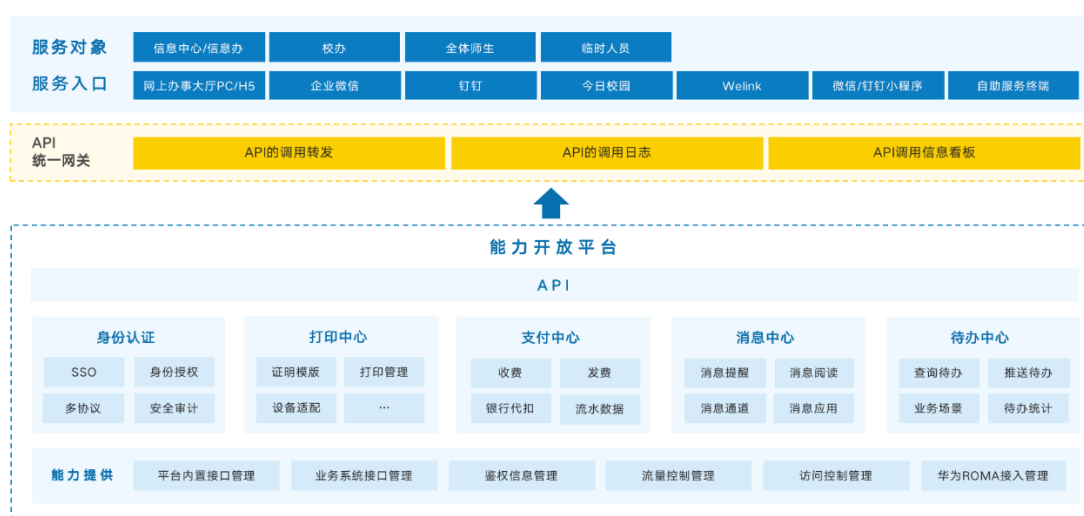 服务对象 信息中心/信息办 校办 全体师生 临时人员
服务入口 网上办事大厅PC/H5 企业微信 钉钉 今日校园 Welink 微信/钉钉小程序 自助服务终端
API
统一网关 API的调用转发 API的调用日志 API调用信息看板
能力开放平台
API
身份认证 打印中心 支付中心 消息中心 待办中心
SSO 身份授权 证明模版 打印管理 收费 发费 消息提醒 消息阅读 查询待办 推送待办
多协议 安全审计 设备适配 ... 银行代扣 流水数据 消息通道 消息应用 业务场景 待办统计
能力提供 平台内置接口管理 业务系统接口管理 鉴权信息管理 流量控制管理 访问控制管理 华为ROMA接入管理